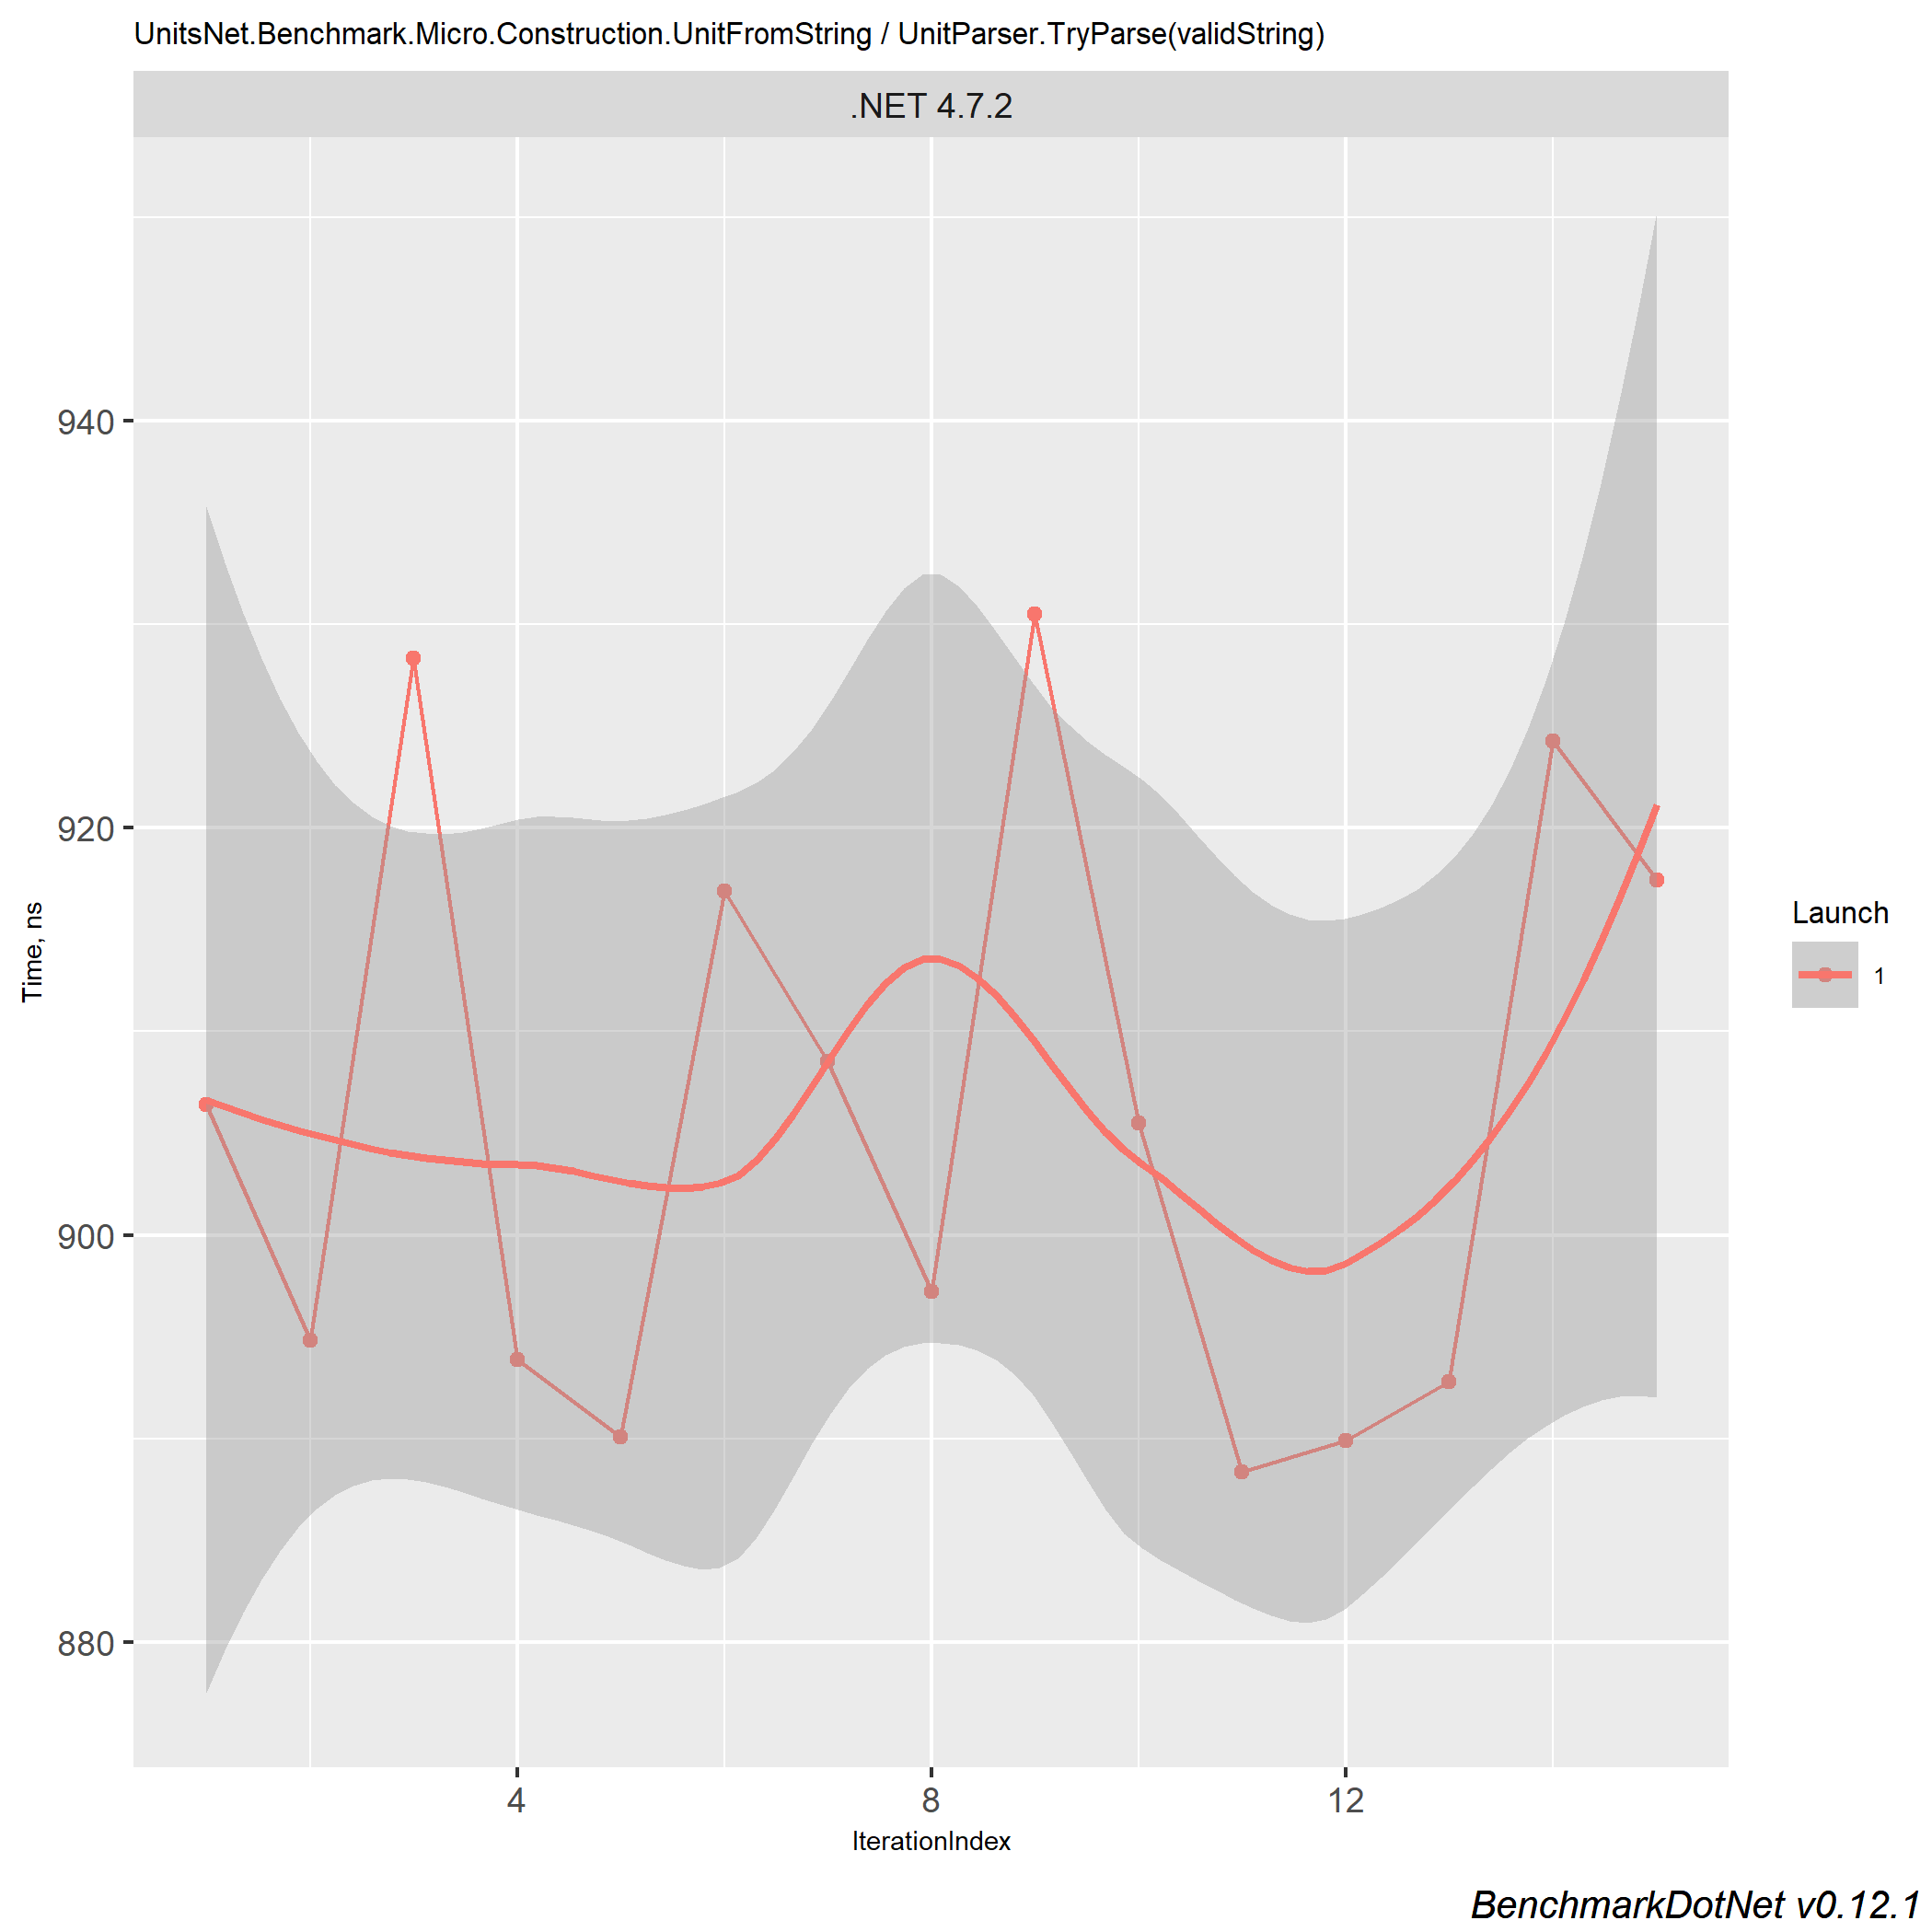 UnitsNet.Benchmark.Micro.Construction.UnitFromString / UnitParser.TryParse(validString)
.NET 4.7.2
940
920
900
880
Time, ns
4 8 12
IterationIndex
Launch
1
BenchmarkDotNet v0.12.1